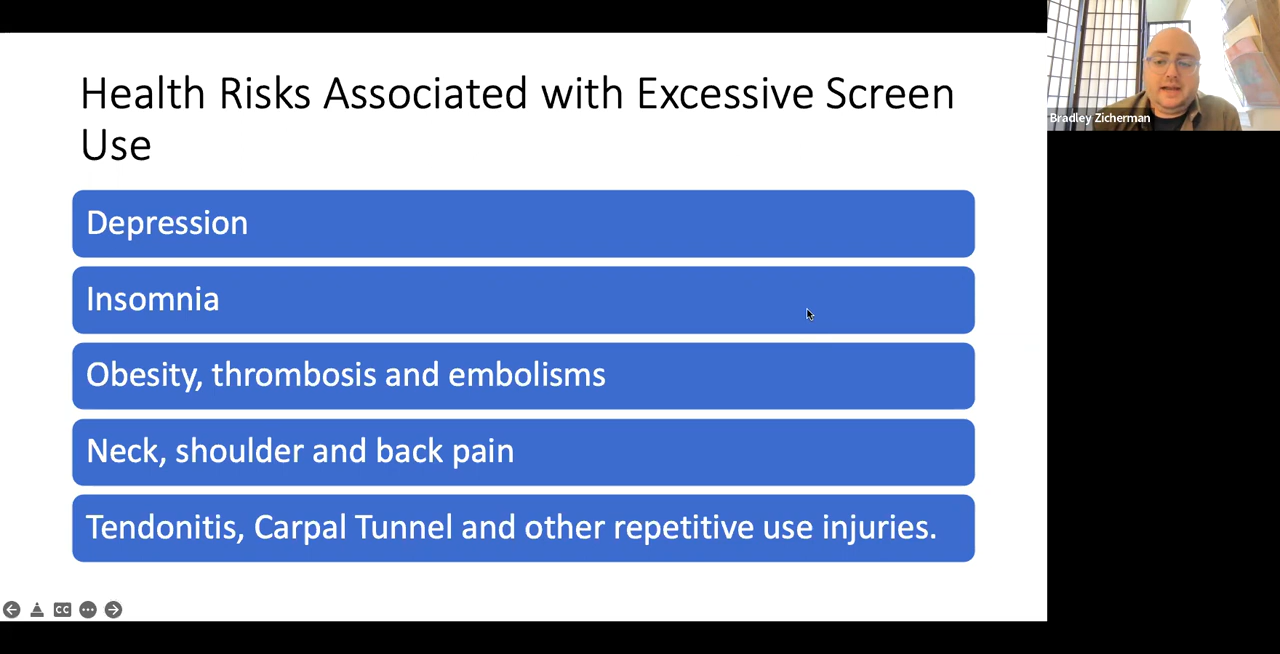 Health Risks Associated with Excessive Screen
Use
Depression
Insomnia
Obesity, thrombosis and embolisms
Neck, shoulder and back pain
Tendonitis, Carpal Tunnel and other repetitive use injuries.
Bradley Zicherman
CC